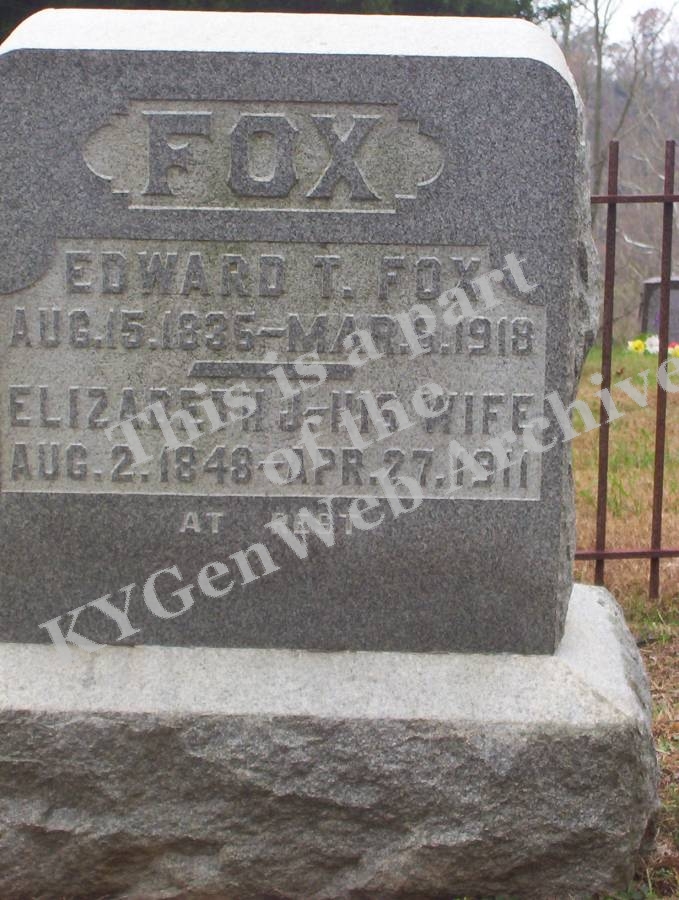 FOX
EDWARD T. FOX
AUG. 15. 1835 – MAR. 1918
ELIZABETH J – HIS WIFE
AUG. 2. 1848 – APR. 27. 1911
AT REST
This is a part
of the
KYGenWeb Archive